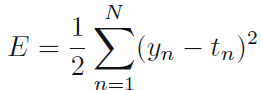 E = \frac{1}{2} \sum_{n=1}^{N} (y_n - t_n)^2